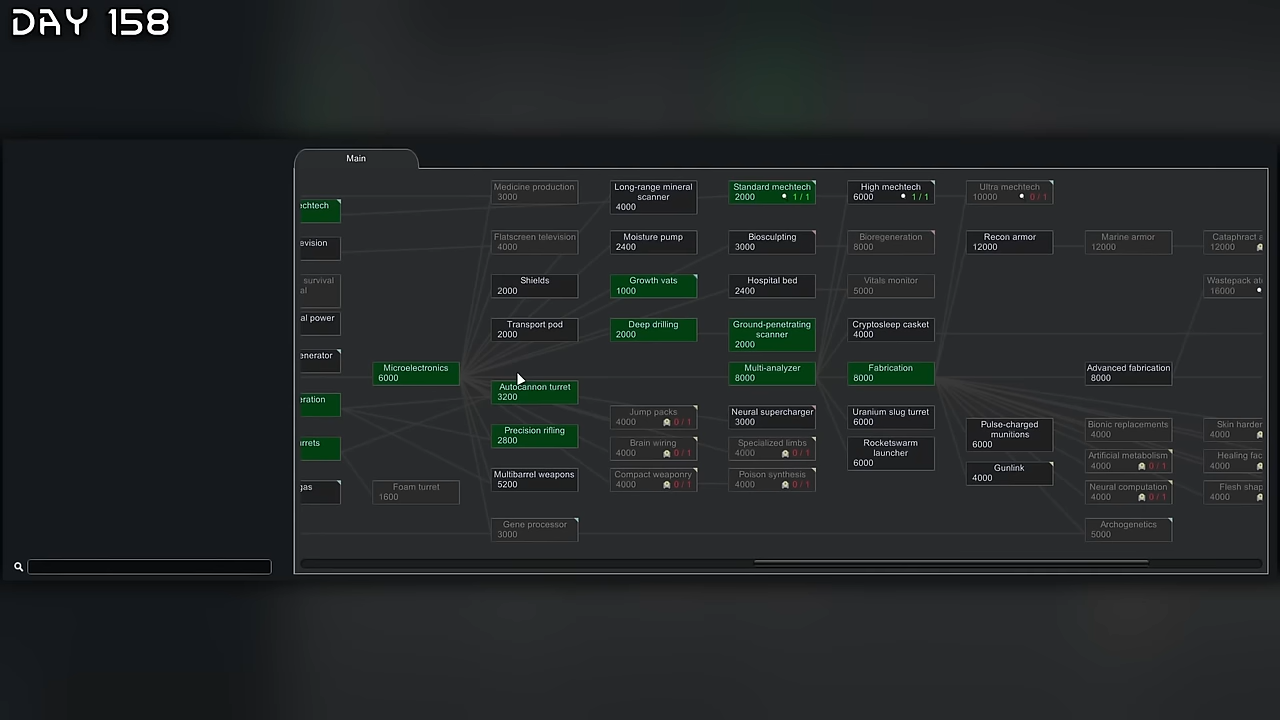 DAY 158
Main
echtech
evision
survival
al
al power
enerator
eration
rrets
gas
Microelectronics
6000
Foam turret
1600
Medicine production
3000
Flatscreen television
4000
Shields
2000
Transport pod
2000
Autocannon turret
3200
Precision rifling
2800
Multibarrel weapons
5200
Gene processor
3000
Long-range mineral
scanner
4000
Moisture pump
2400
Growth vats
1000
Deep drilling
2000
Jump packs
4000 0 / 1
Brain wiring
4000 0 / 1
Compact weaponry
4000 0 / 1
Standard mechtech
2000 1 / 1
Biosculpting
3000
Hospital bed
2400
Ground-penetrating
scanner
2000
Multi-analyzer
8000
Neural supercharger
3000
Specialized limbs
4000 0 / 1
Poison synthesis
4000 0 / 1
High mechtech
6000 1 / 1
Bioregeneration
8000
Vitals monitor
5000
Cryptosleep casket
4000
Fabrication
8000
Uranium slug turret
6000
Rocketswarm
launcher
6000
Ultra mechtech
10000 0 / 1
Recon armor
12000
Pulse-charged
munitions
6000
Gunlink
4000
Marine armor
12000
Advanced fabrication
8000
Bionic replacements
4000
Artificial metabolism
4000 0 / 1
Neural computation
4000 0 / 1
Archogenetics
5000
Cataphract a
12000
Wastepack at
16000
Skin harder
4000
Healing fac
4000
Flesh shap
4000